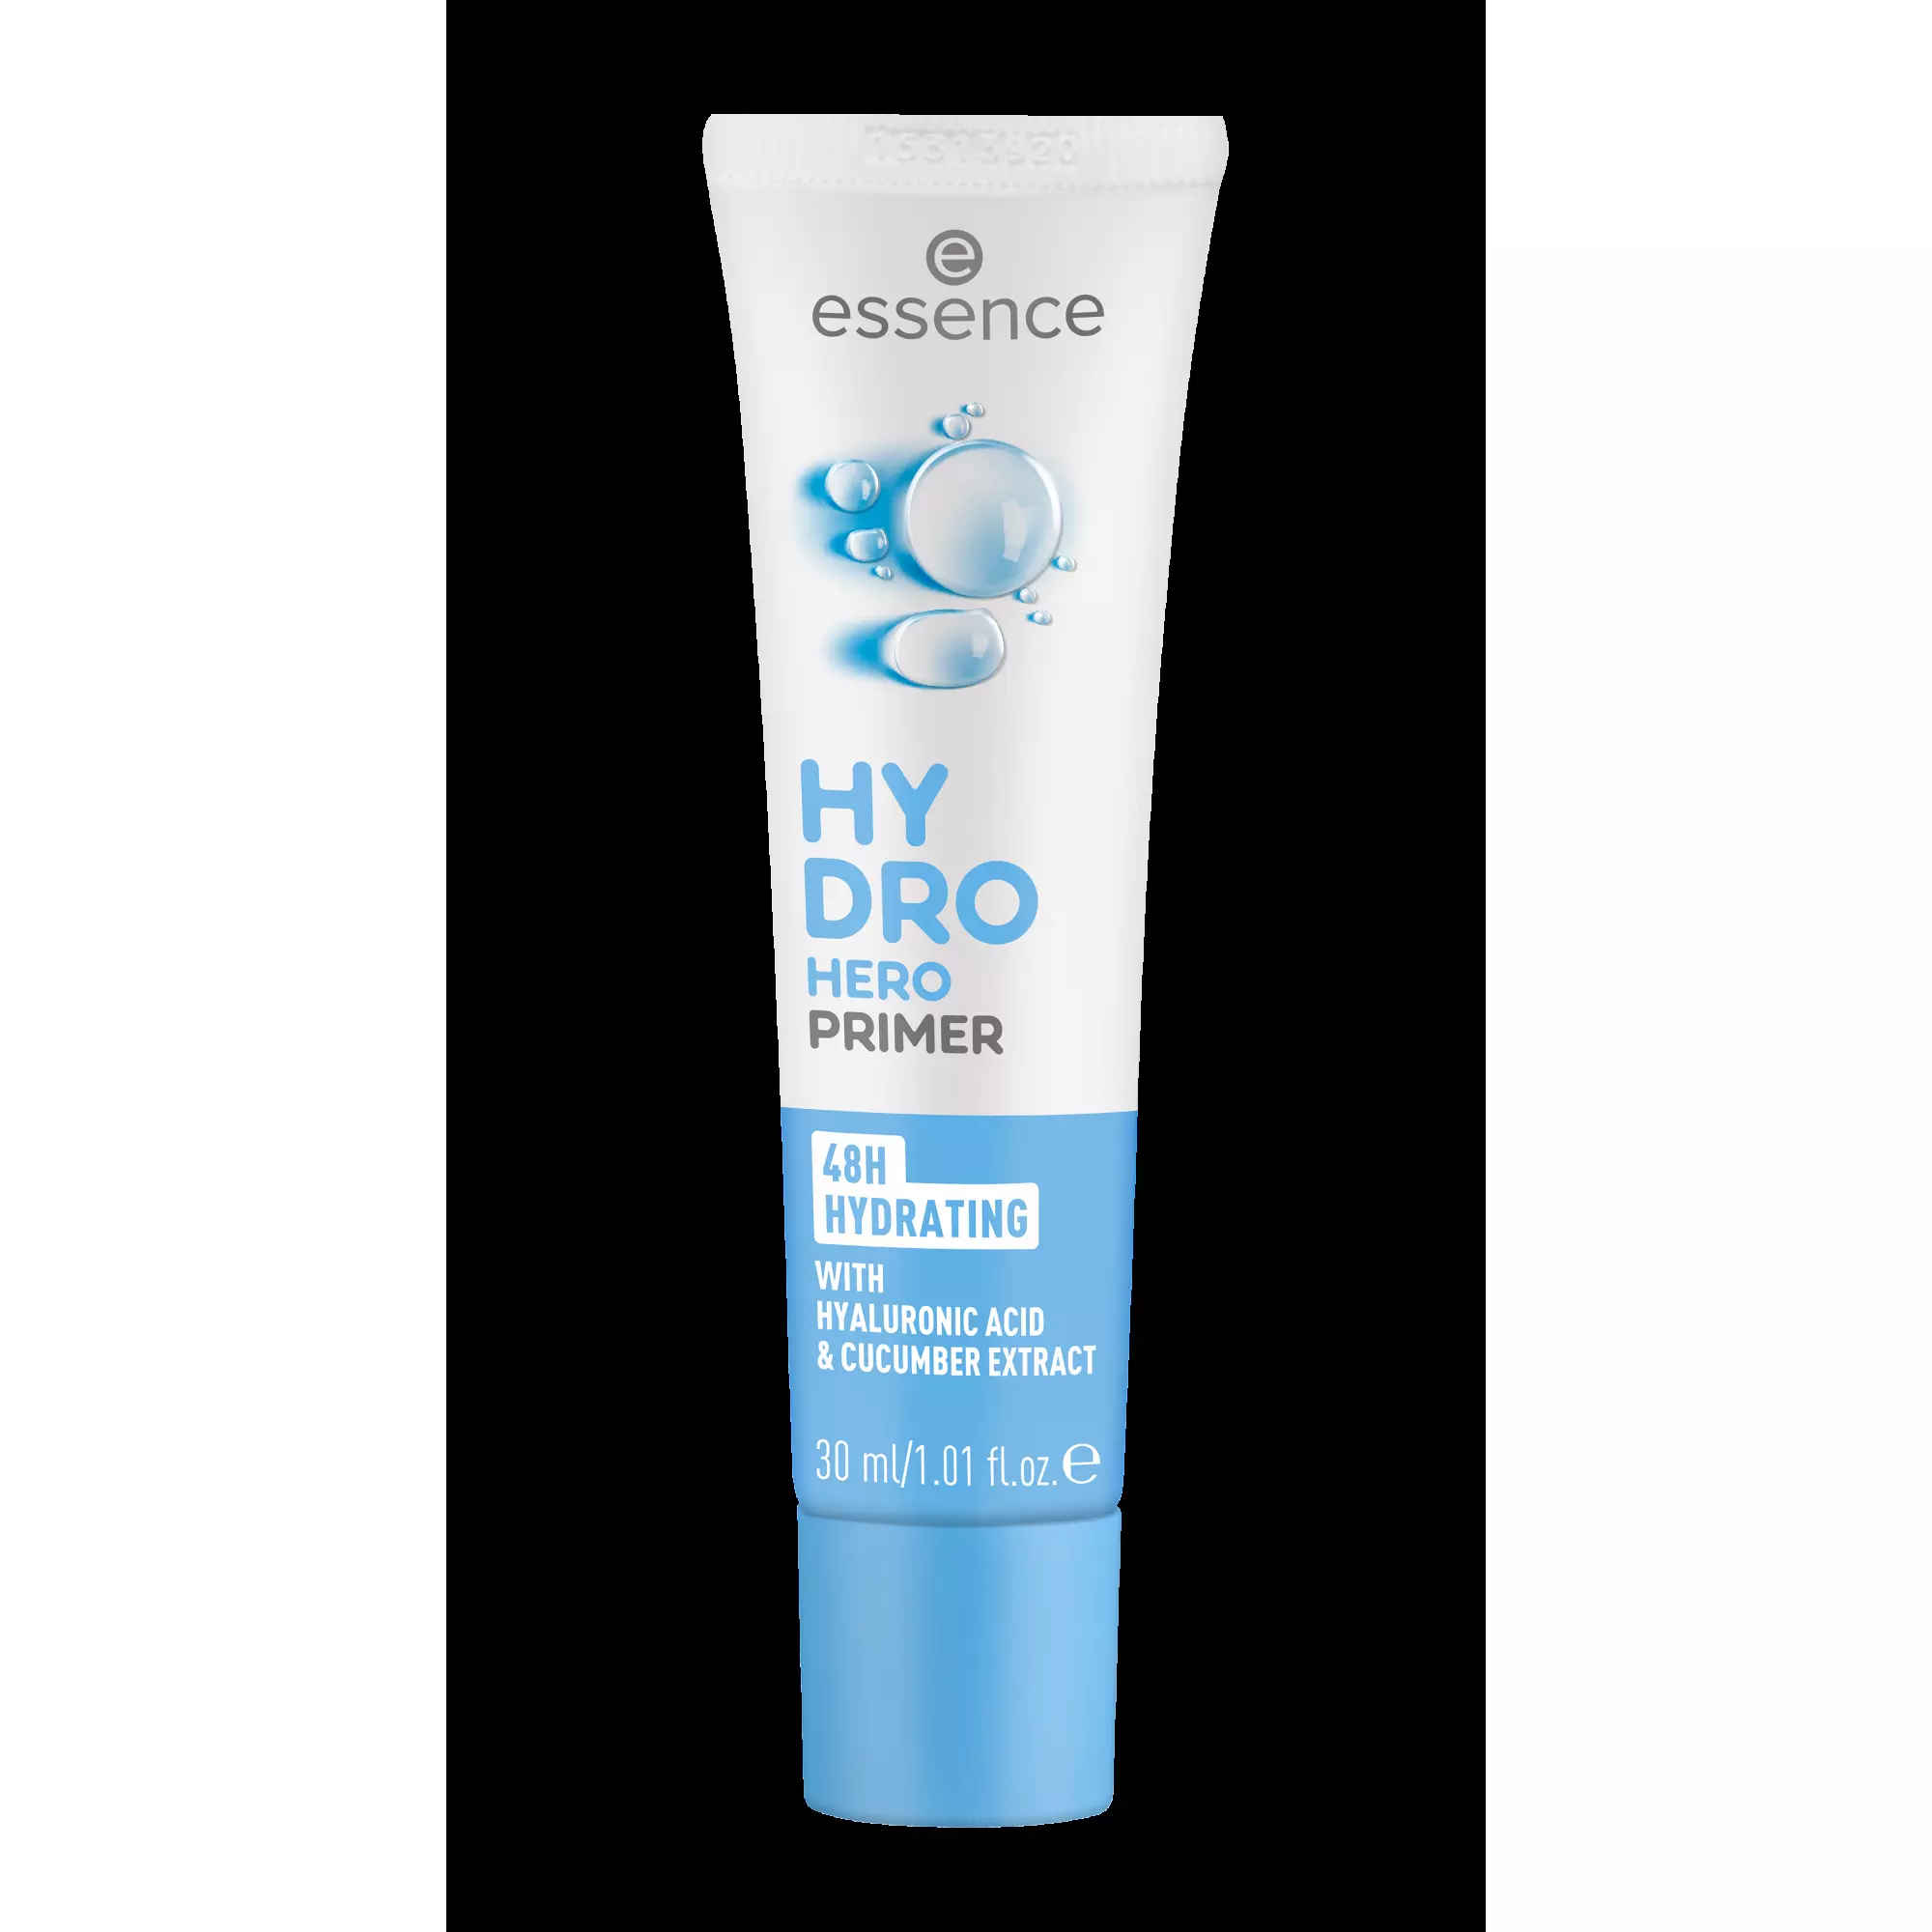 e
essence
HY
DRO
HERO
PRIMER
48H
HYDRATING
WITH
HYALURONIC ACID
& CUCUMBER EXTRACT
30 ml/1.01 fl.oz. ℮